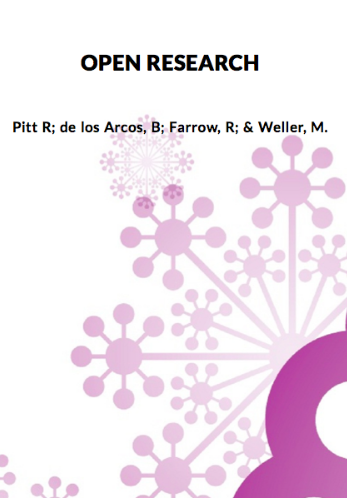 OPEN RESEARCH
Pitt R; de los Arcos, B; Farrow, R; & Weller, M.